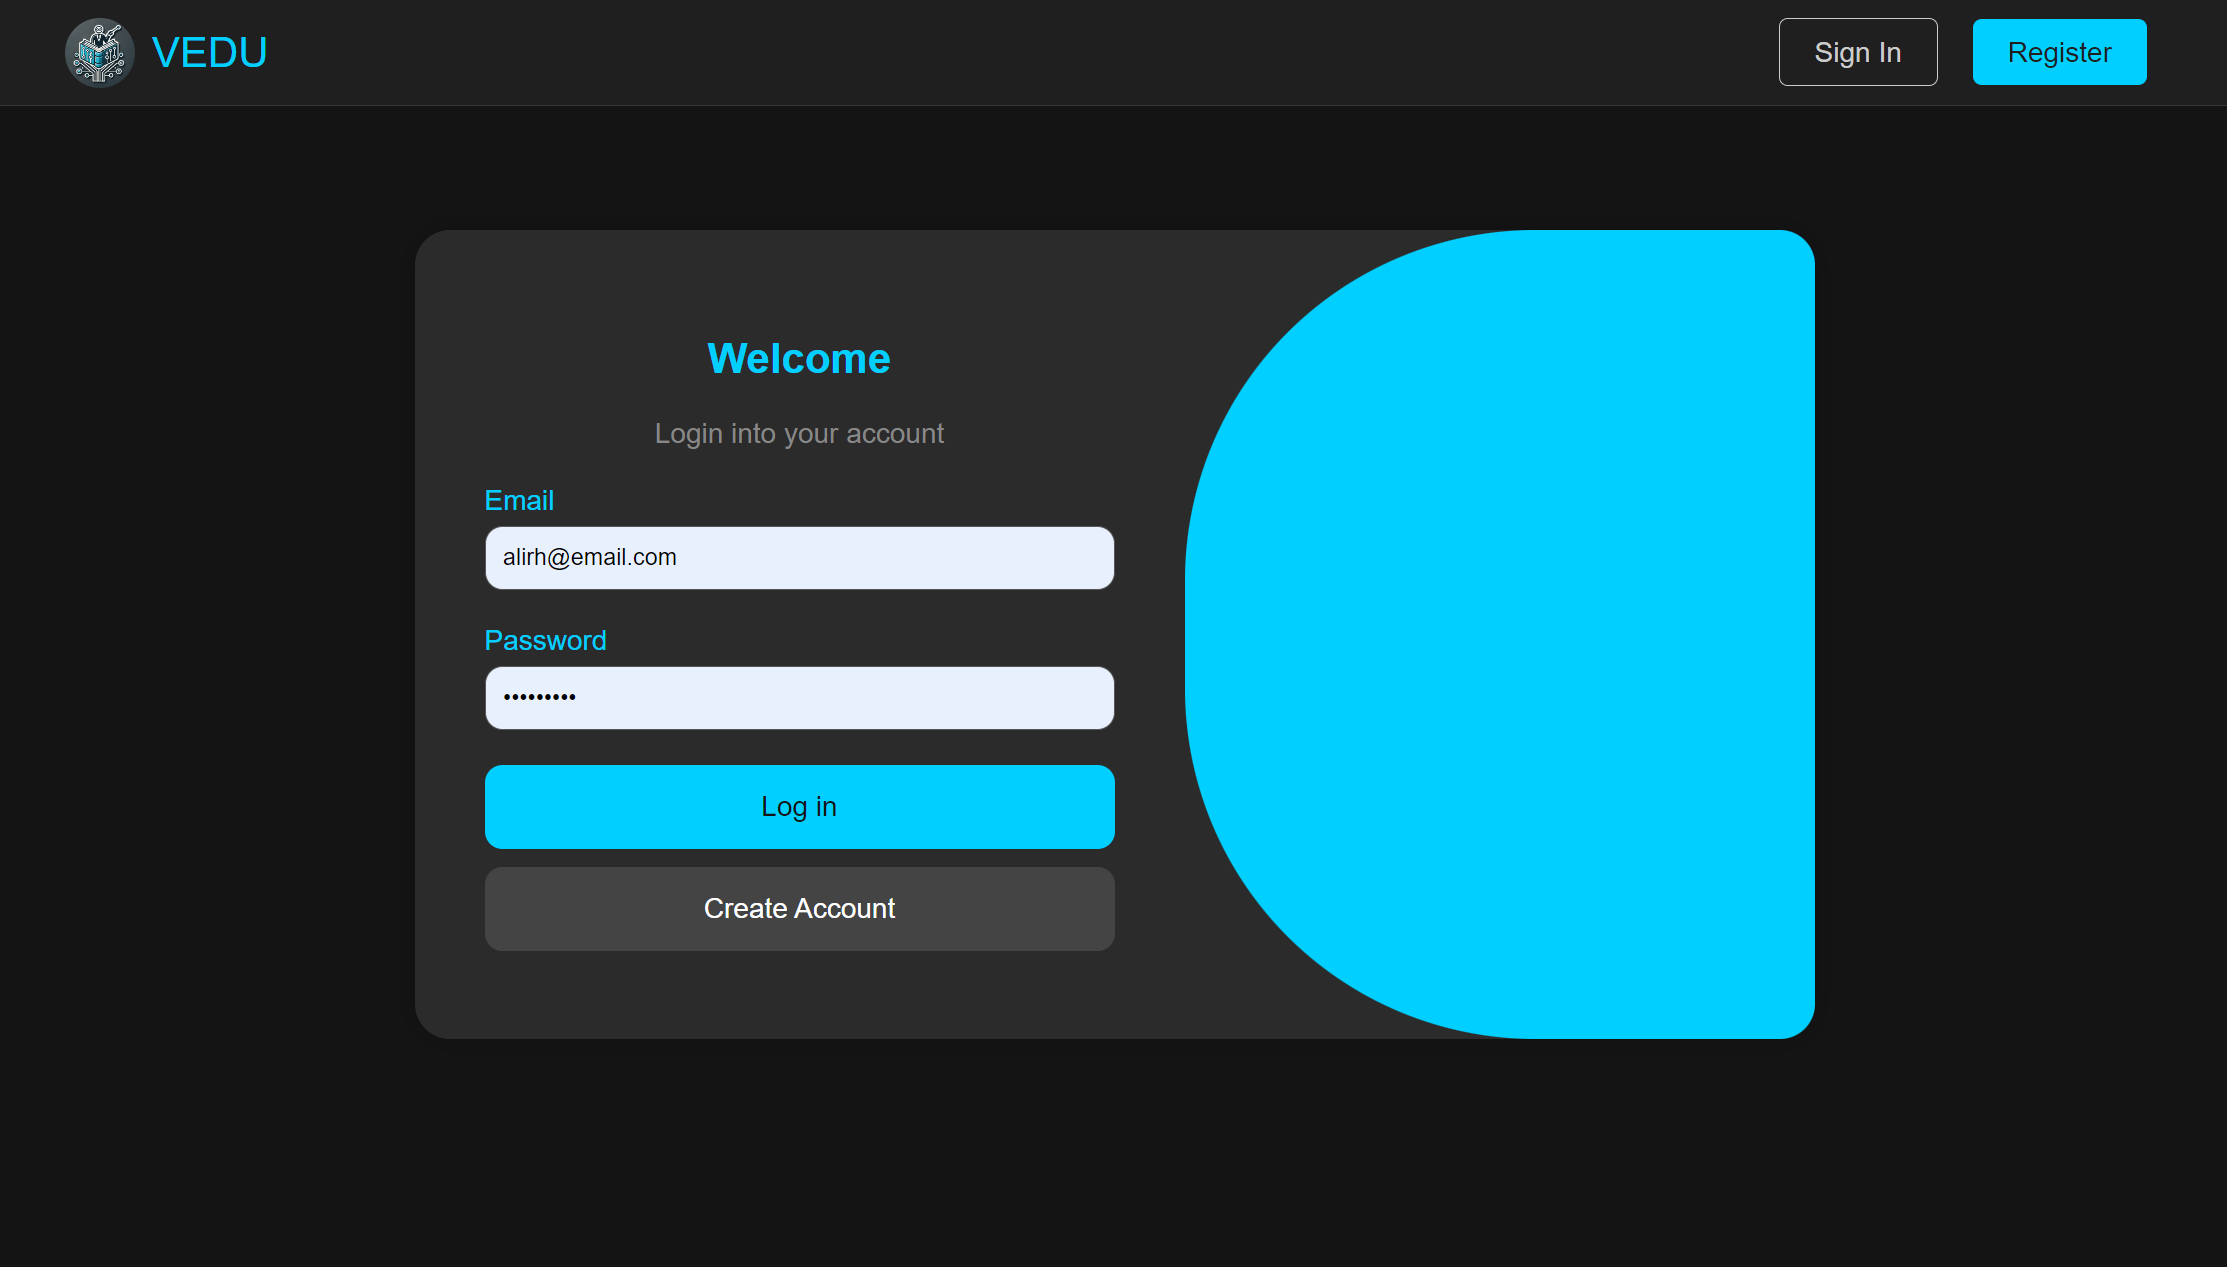 VEDU
Sign In
Register
Welcome
Login into your account
Email
alirh@email.com
Password
•••••••••
Log in
Create Account